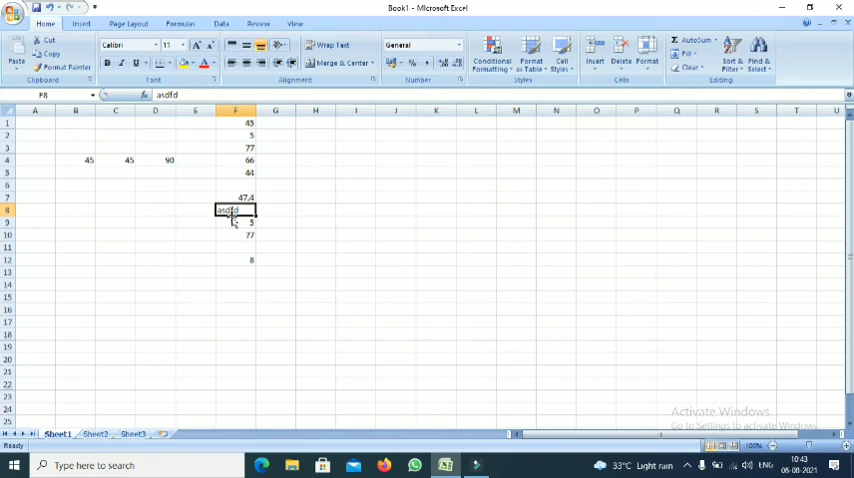 Book1 - Microsoft Excel
Home Insert Page Layout Formulas Data Review View
Paste Cut Copy Format Painter Clipboard
Calibri 11 Font
Wrap Text Merge & Center Alignment
General Number
Conditional Formatting Format as Table Cell Styles Styles
Insert Delete Format Cells
AutoSum Fill Clear Sort & Filter Find & Select Editing
F8 fx asdfd
A B C D E F G H I J K L M N O P Q R S T U
1 45
2 5
3 77
4 45 45 90 66
5 44
6
7 47.4
8 asdfd
9 5
10 77
11
12 8
13
14
15
16
17
18
19
20
21
22
23
24
25
Activate Windows
Go to Settings to activate Windows.
Sheet1 Sheet2 Sheet3
Ready 100%
Type here to search 33°C Light rain ENG 10:43
06-08-2021